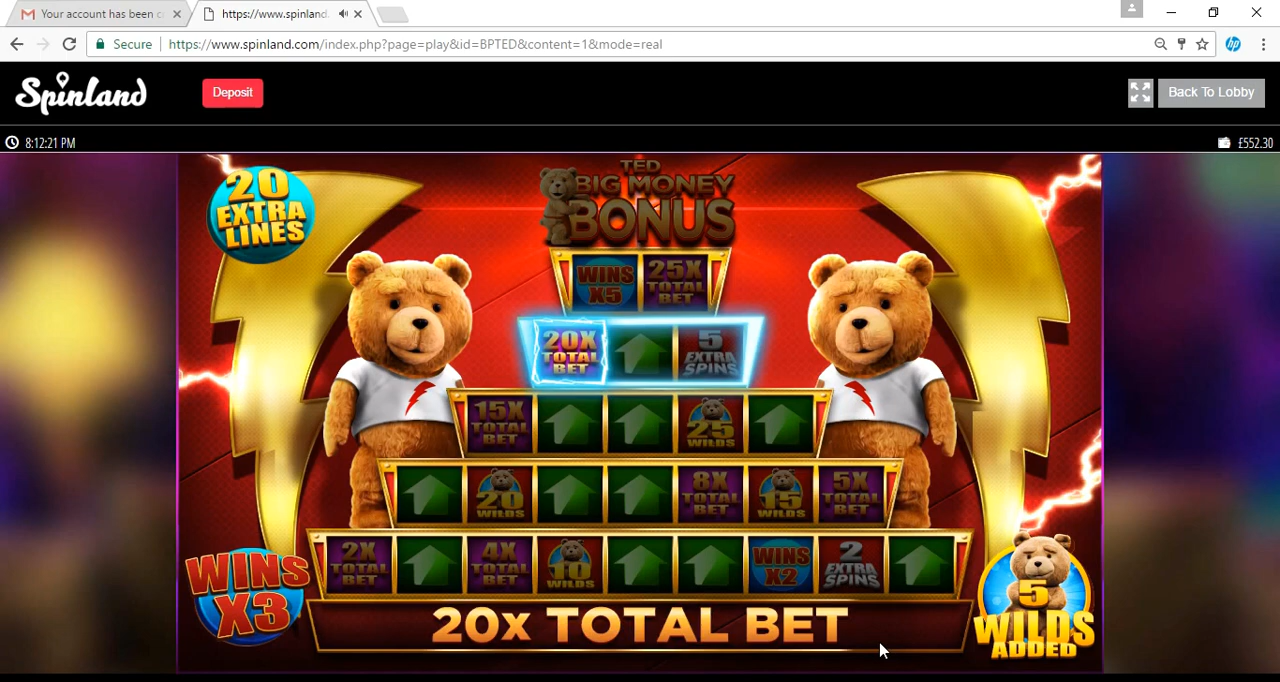 Your account has been c
https://www.spinland.
Secure
https://www.spinland.com/index.php?page=play&id=BPTED&content=1&mode=real
hp
Spinland
Deposit
Back To Lobby
8:12:21 PM
£552.30
20
EXTRA
LINES
TED
BIG MONEY
BONUS
WINS
X5
25X
TOTAL
BET
20X
TOTAL
BET
5
EXTRA
SPINS
15X
TOTAL
BET
25
WILDS
20
WILDS
8X
TOTAL
BET
15
WILDS
5X
TOTAL
BET
2X
TOTAL
BET
4X
TOTAL
BET
10
WILDS
WINS
X2
2
EXTRA
SPINS
WINS
X3
20x TOTAL BET
5
WILDS
ADDED